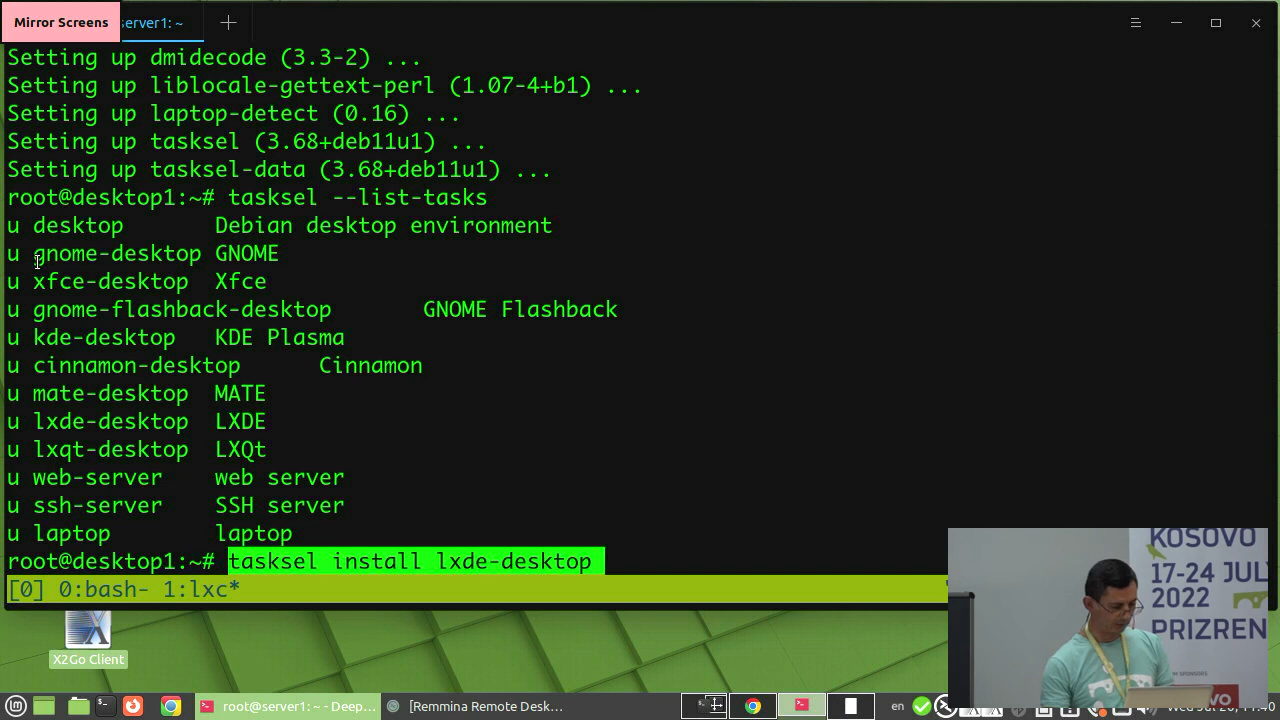 Mirror Screens
server1: ~
Setting up dmidecode (3.3-2) ...
Setting up liblocale-gettext-perl (1.07-4+b1) ...
Setting up laptop-detect (0.16) ...
Setting up tasksel (3.68+deb11u1) ...
Setting up tasksel-data (3.68+deb11u1) ...
root@desktop1:~# tasksel --list-tasks
u desktop Debian desktop environment
u gnome-desktop GNOME
u xfce-desktop Xfce
u gnome-flashback-desktop GNOME Flashback
u kde-desktop KDE Plasma
u cinnamon-desktop Cinnamon
u mate-desktop MATE
u lxde-desktop LXDE
u lxqt-desktop LXQt
u web-server web server
u ssh-server SSH server
u laptop laptop
root@desktop1:~# tasksel install lxde-desktop
[0] 0:bash- 1:lxc*
KOSOVO
17-24 JUL
2022
PRIZREN
X2Go Client
root@server1: ~ - Deep...
[Remmina Remote Desk...
en